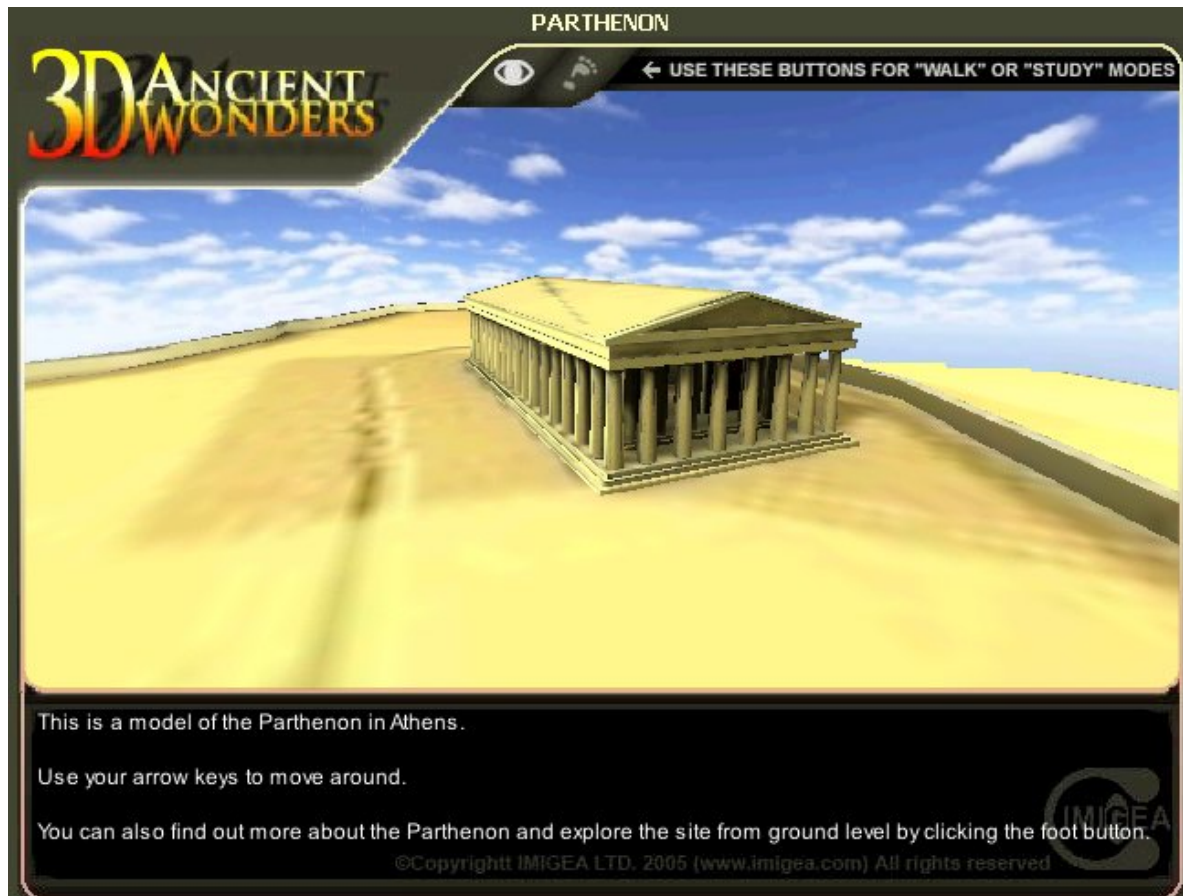 PARTHENON
3D ANCIENT WONDERS
← USE THESE BUTTONS FOR "WALK" OR "STUDY" MODES
This is a model of the Parthenon in Athens.
Use your arrow keys to move around.
You can also find out more about the Parthenon and explore the site from ground level by clicking the foot button.
IMIGEA
©Copyrightt IMIGEA LTD. 2005 (www.imigea.com) All rights reserved